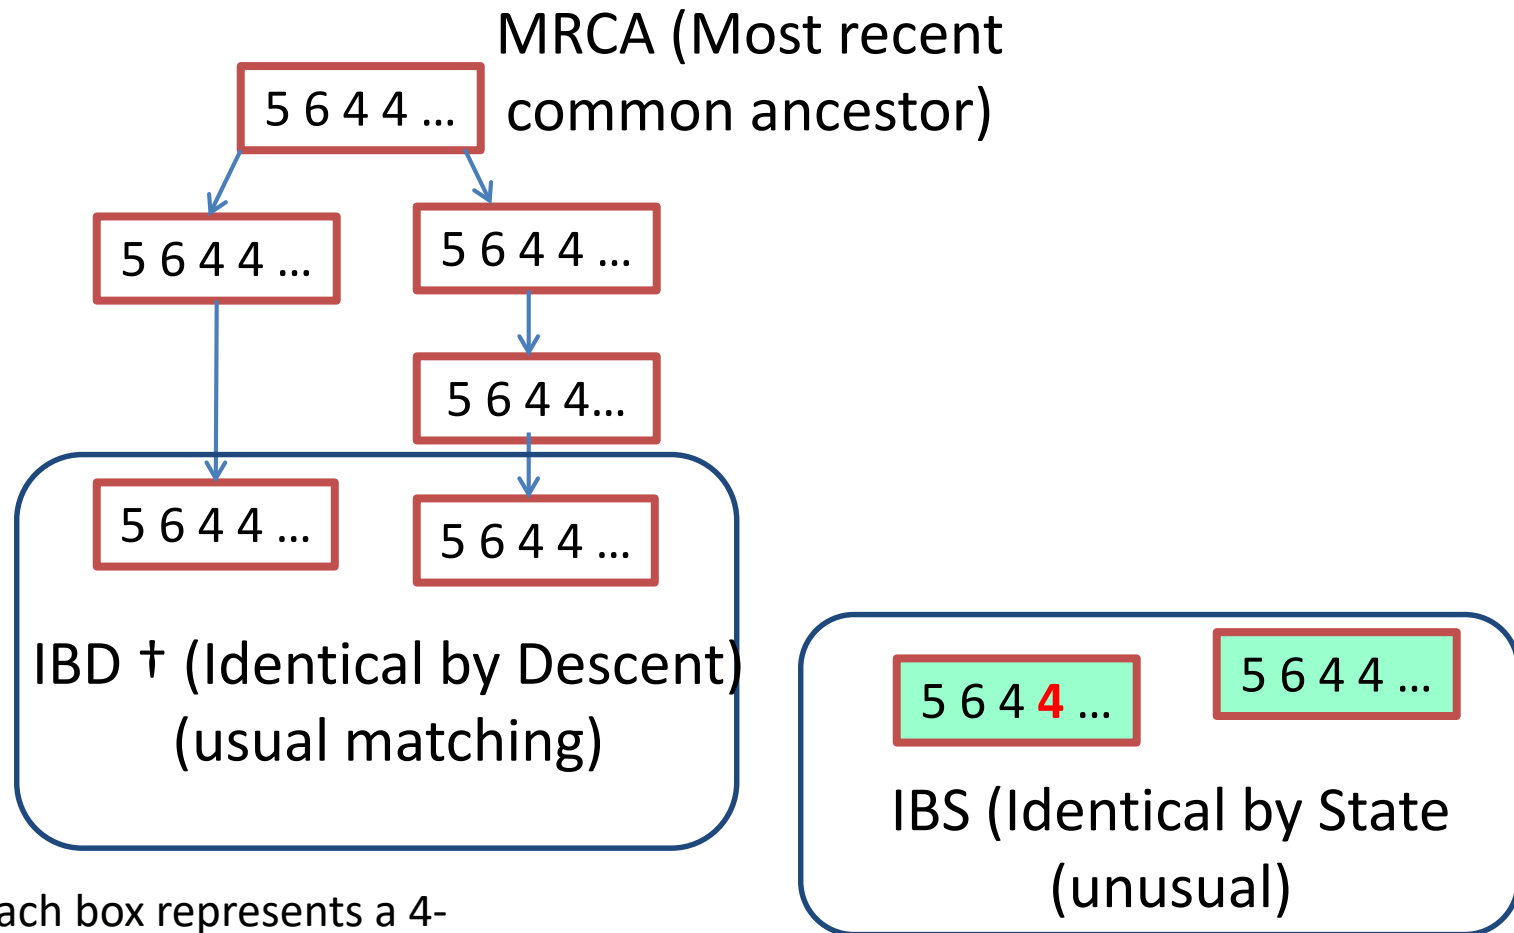 MRCA (Most recent
common ancestor)
5 6 4 4 ...
5 6 4 4 ...
5 6 4 4 ...
5 6 4 4...
5 6 4 4 ...
5 6 4 4 ...
IBD † (Identical by Descent)
(usual matching)
5 6 4 4 ...
5 6 4 4 ...
IBS (Identical by State
(unusual)
ach box represents a 4-